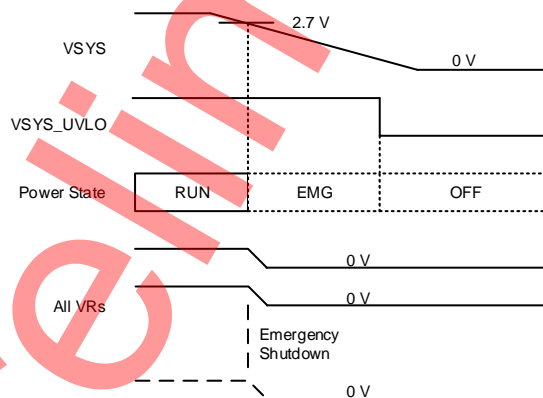 2.7 V
VSYS
0 V
VSYS_UVLO
Power State
RUN
EMG
OFF
0 V
All VRs
0 V
Emergency
Shutdown
0 V